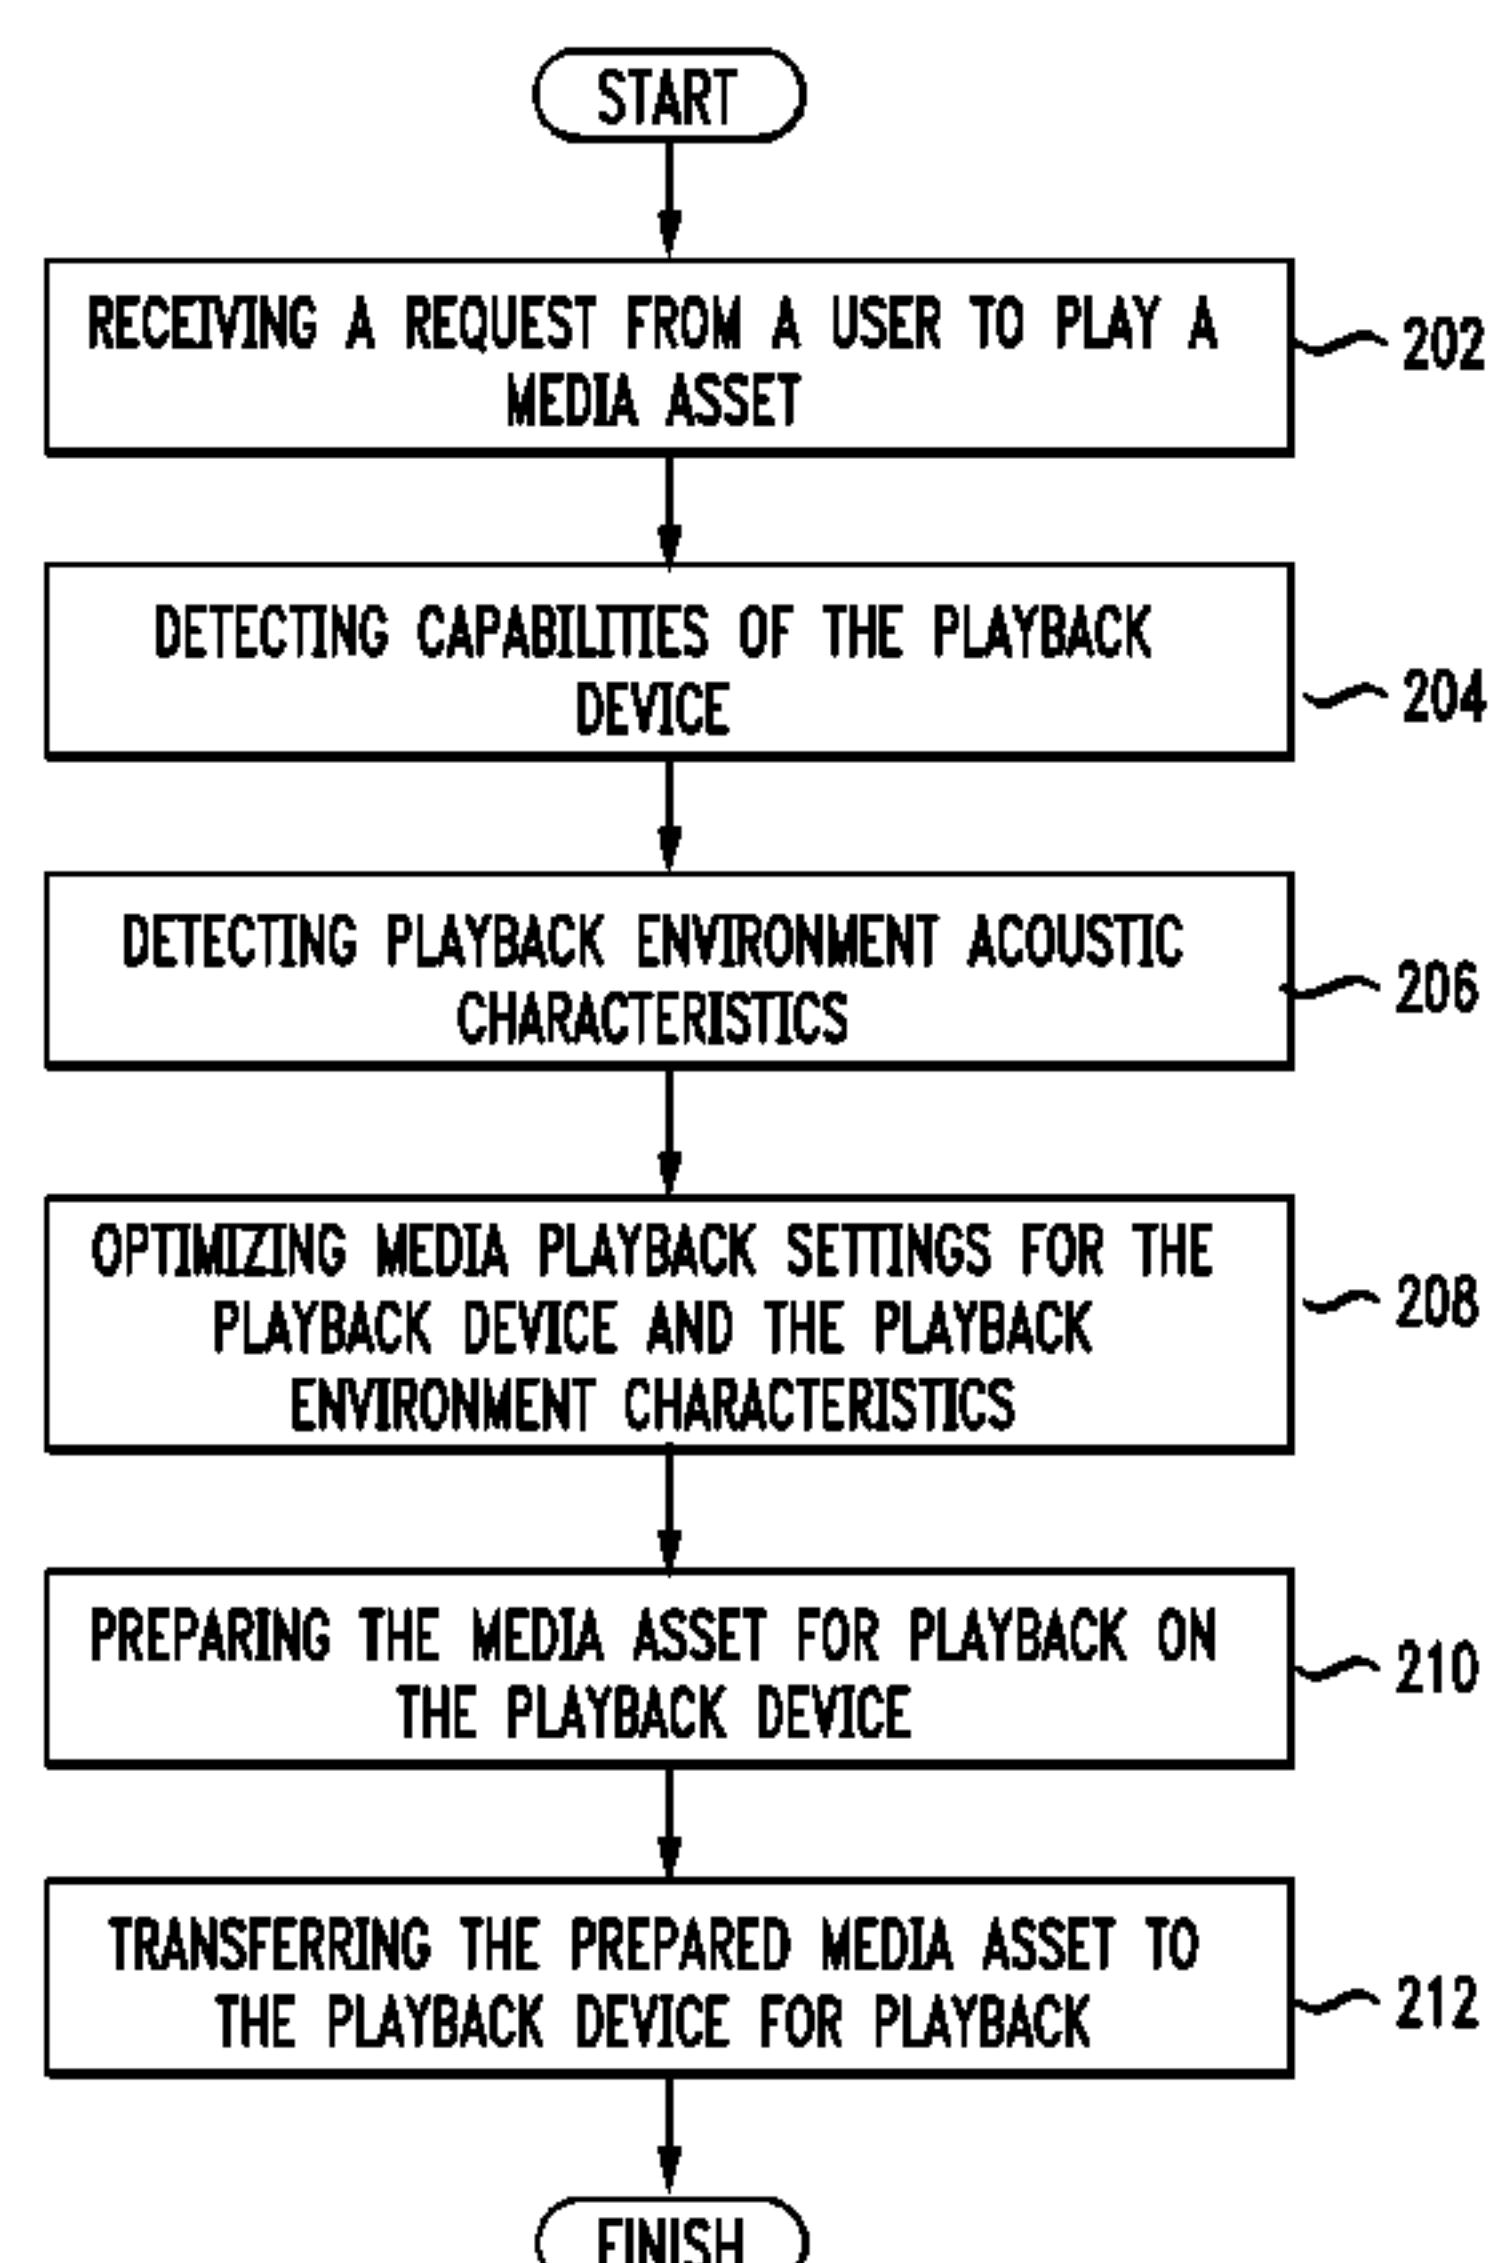 START
RECEIVING A REQUEST FROM A USER TO PLAY A
MEDIA ASSET
202
DETECTING CAPABILITIES OF THE PLAYBACK
DEVICE
204
DETECTING PLAYBACK ENVIRONMENT ACOUSTIC
CHARACTERISTICS
206
OPTIMIZING MEDIA PLAYBACK SETTINGS FOR THE
PLAYBACK DEVICE AND THE PLAYBACK
ENVIRONMENT CHARACTERISTICS
208
PREPARING THE MEDIA ASSET FOR PLAYBACK ON
THE PLAYBACK DEVICE
210
TRANSFERRING THE PREPARED MEDIA ASSET TO
THE PLAYBACK DEVICE FOR PLAYBACK
212
FINISH